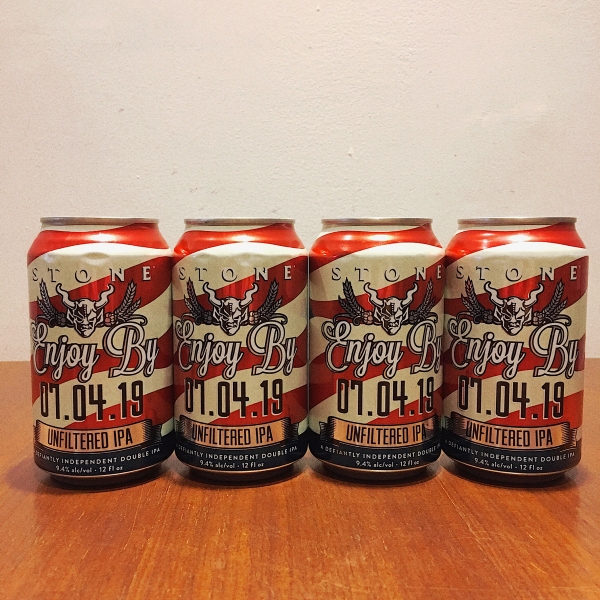 STONE
Enjoy By
07.04.19
UNFILTERED IPA
DEFIANTLY INDEPENDENT DOUBLE IPA
9.4% alc/vol · 12 fl oz
STONE
Enjoy By
07.04.19
UNFILTERED IPA
DEFIANTLY INDEPENDENT DOUBLE IPA
9.4% alc/vol · 12 fl oz
STONE
Enjoy By
07.04.19
UNFILTERED IPA
A DEFIANTLY INDEPENDENT DOUBLE IPA
9.4% alc/vol · 12 fl oz
STONE
Enjoy By
07.04.19
UNFILTERED IPA
DEFIANTLY INDEPENDENT DOUBLE IPA
9.4% alc/vol · 12 fl oz